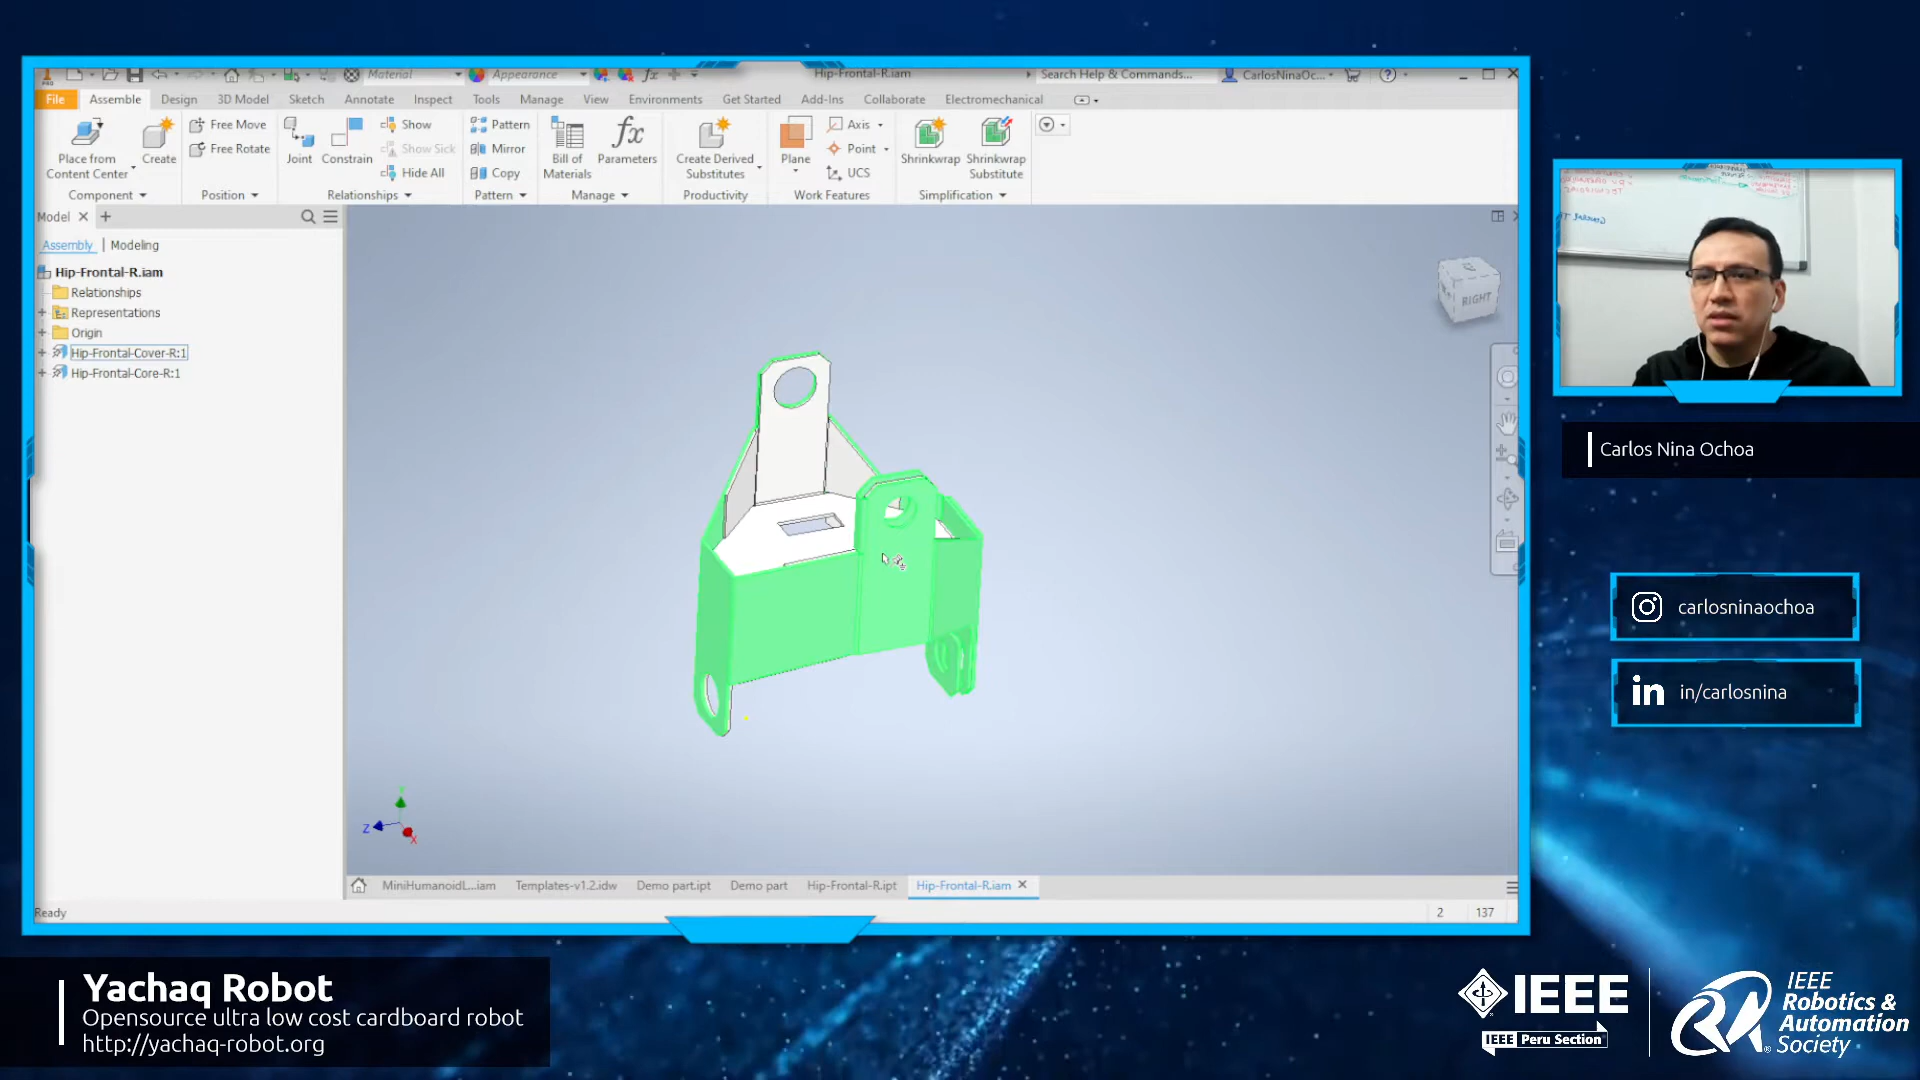 Material
Appearance
Hip-Frontal-R.iam
Search Help & Commands...
CarlosNinaOc...
File
Assemble
Design
3D Model
Sketch
Annotate
Inspect
Tools
Manage
View
Environments
Get Started
Add-Ins
Collaborate
Electromechanical
Place from
Content Center
Create
Free Move
Free Rotate
Joint
Constrain
Show
Show Sick
Hide All
Pattern
Mirror
Copy
Bill of
Materials
fx
Parameters
Create Derived
Substitutes
Plane
Axis
Point
UCS
Shrinkwrap
Shrinkwrap
Substitute
Component
Position
Relationships
Pattern
Manage
Productivity
Work Features
Simplification
Model
Assembly | Modeling
Hip-Frontal-R.iam
Relationships
Representations
Origin
Hip-Frontal-Cover-R:1
Hip-Frontal-Core-R:1
RIGHT
Z
X
MiniHumanoidL...iam
Templates-v1.2.idw
Demo part.ipt
Demo part
Hip-Frontal-R.ipt
Hip-Frontal-R.iam
Ready
2
137
Carlos Nina Ochoa
carlosninaochoa
in/carlosnina
Yachaq Robot
Opensource ultra low cost cardboard robot
http://yachaq-robot.org
IEEE
IEEE Peru Section
IEEE
Robotics &
Automation
Society